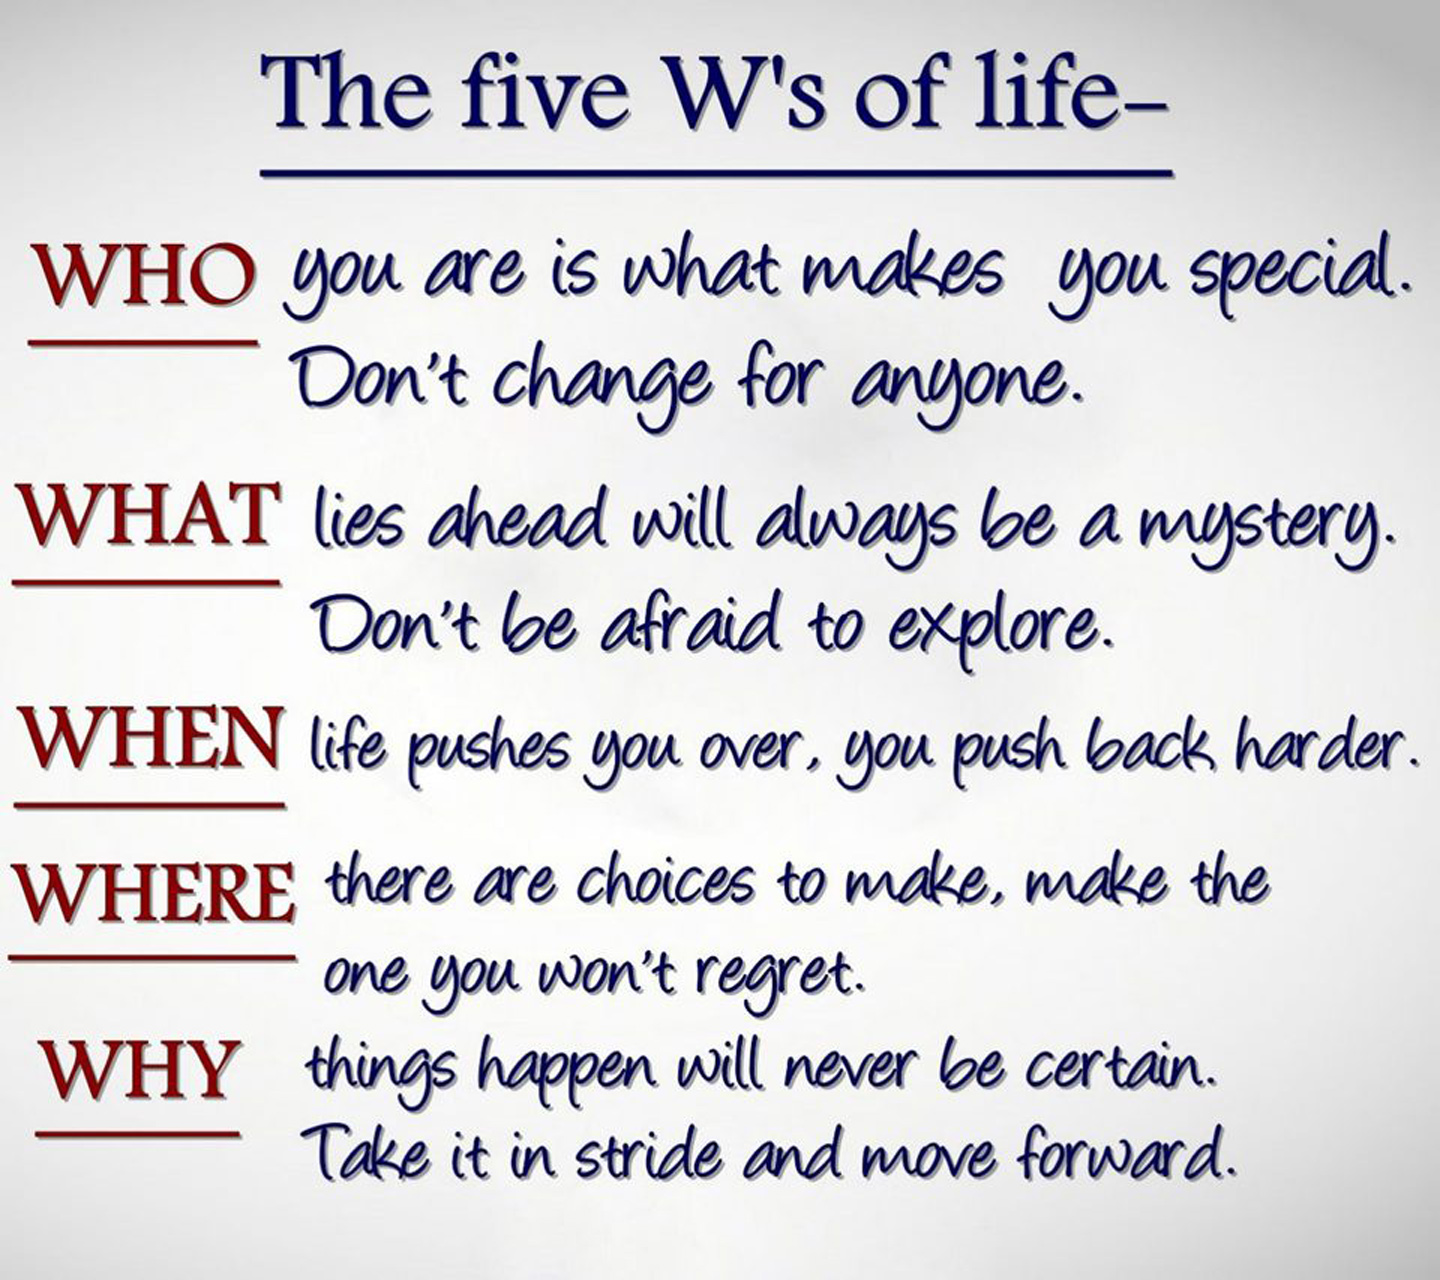 The five W's of life–
WHO you are is what makes you special.
Don't change for anyone.
WHAT lies ahead will always be a mystery.
Don't be afraid to explore.
WHEN life pushes you over, you push back harder.
WHERE there are choices to make, make the
one you won't regret.
WHY things happen will never be certain.
Take it in stride and move forward.